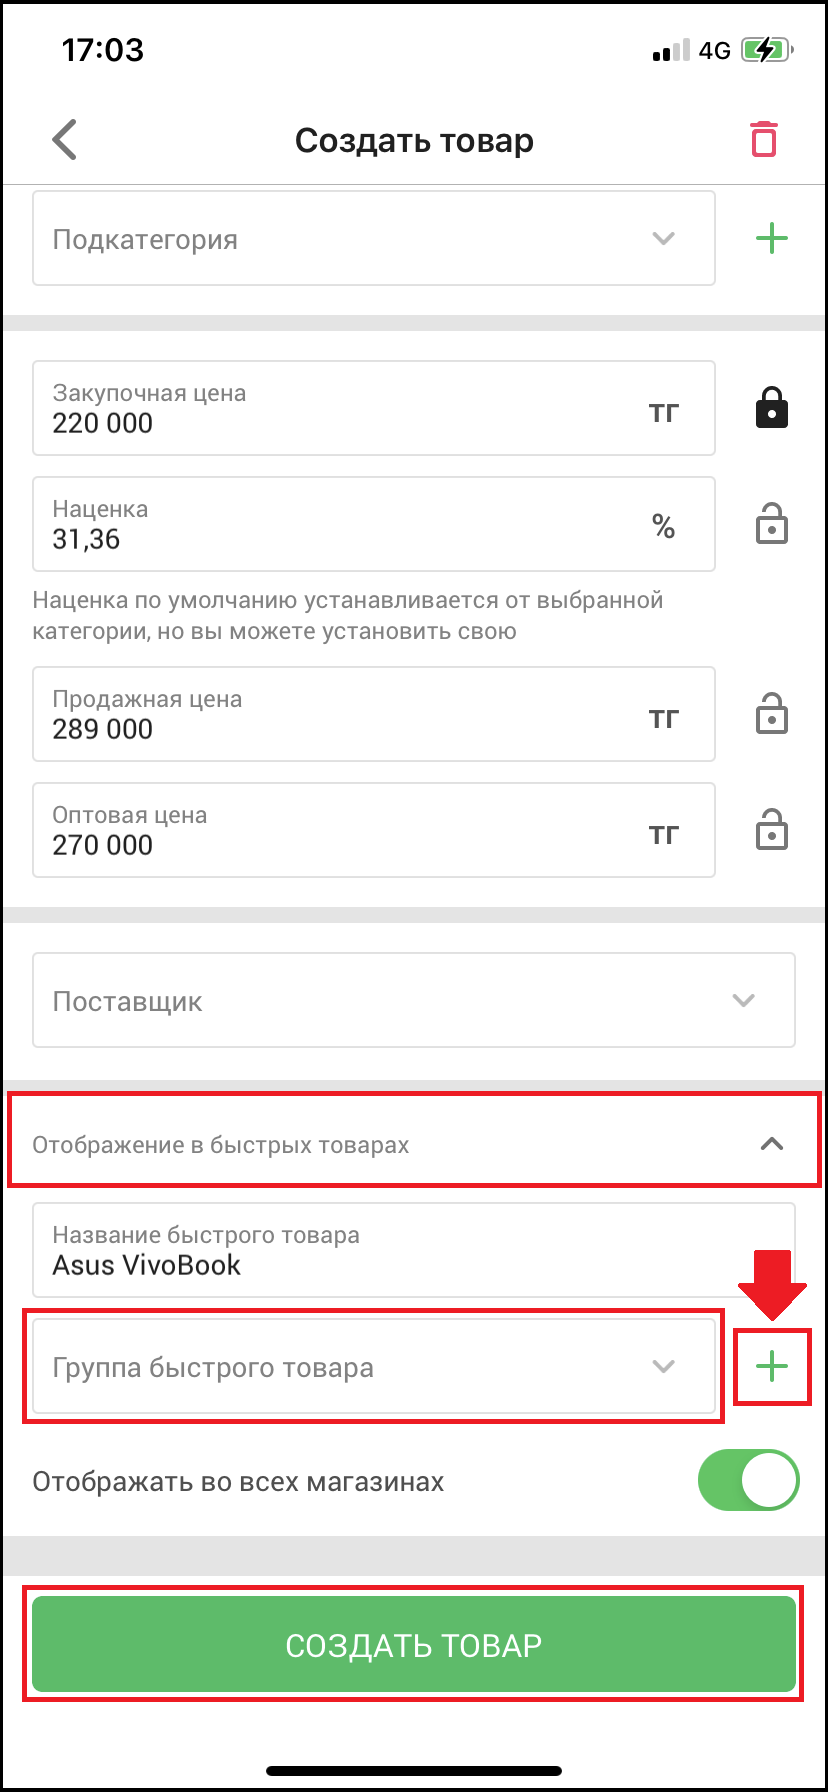 17:03
4G
Создать товар
Подкатегория
Закупочная цена
220 000
тг
Наценка
31,36
%
Наценка по умолчанию устанавливается от выбранной
категории, но вы можете установить свою
Продажная цена
289 000
тг
Оптовая цена
270 000
тг
Поставщик
Отображение в быстрых товарах
Название быстрого товара
Asus VivoBook
Группа быстрого товара
Отображать во всех магазинах
СОЗДАТЬ ТОВАР